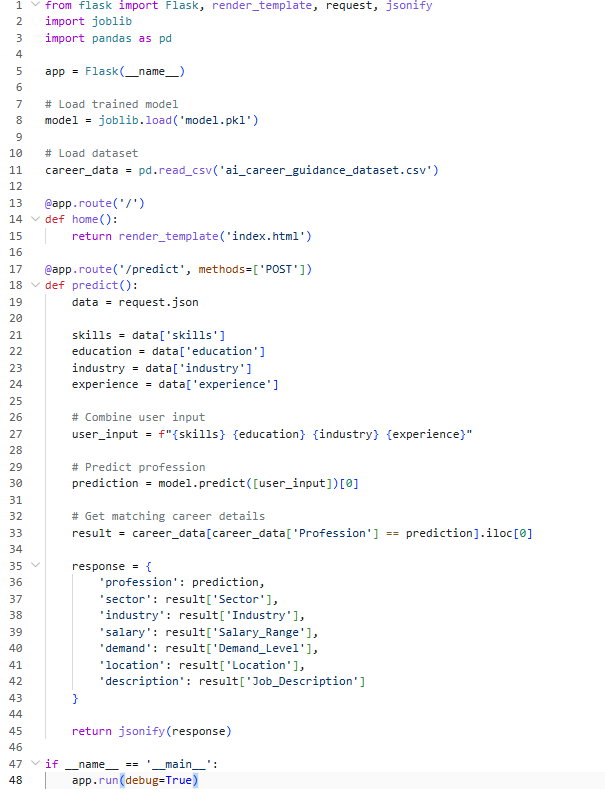 1 from flask import Flask, render_template, request, jsonify
2 import joblib
3 import pandas as pd
4
5 app = Flask(__name__)
6
7 # Load trained model
8 model = joblib.load('model.pkl')
9
10 # Load dataset
11 career_data = pd.read_csv('ai_career_guidance_dataset.csv')
12
13 @app.route('/')
14 def home():
15     return render_template('index.html')
16
17 @app.route('/predict', methods=['POST'])
18 def predict():
19     data = request.json
20
21     skills = data['skills']
22     education = data['education']
23     industry = data['industry']
24     experience = data['experience']
25
26     # Combine user input
27     user_input = f"{skills} {education} {industry} {experience}"
28
29     # Predict profession
30     prediction = model.predict([user_input])[0]
31
32     # Get matching career details
33     result = career_data[career_data['Profession'] == prediction].iloc[0]
34
35     response = {
36         'profession': prediction,
37         'sector': result['Sector'],
38         'industry': result['Industry'],
39         'salary': result['Salary_Range'],
40         'demand': result['Demand_Level'],
41         'location': result['Location'],
42         'description': result['Job_Description']
43     }
44
45     return jsonify(response)
46
47 if __name__ == '__main__':
48     app.run(debug=True)